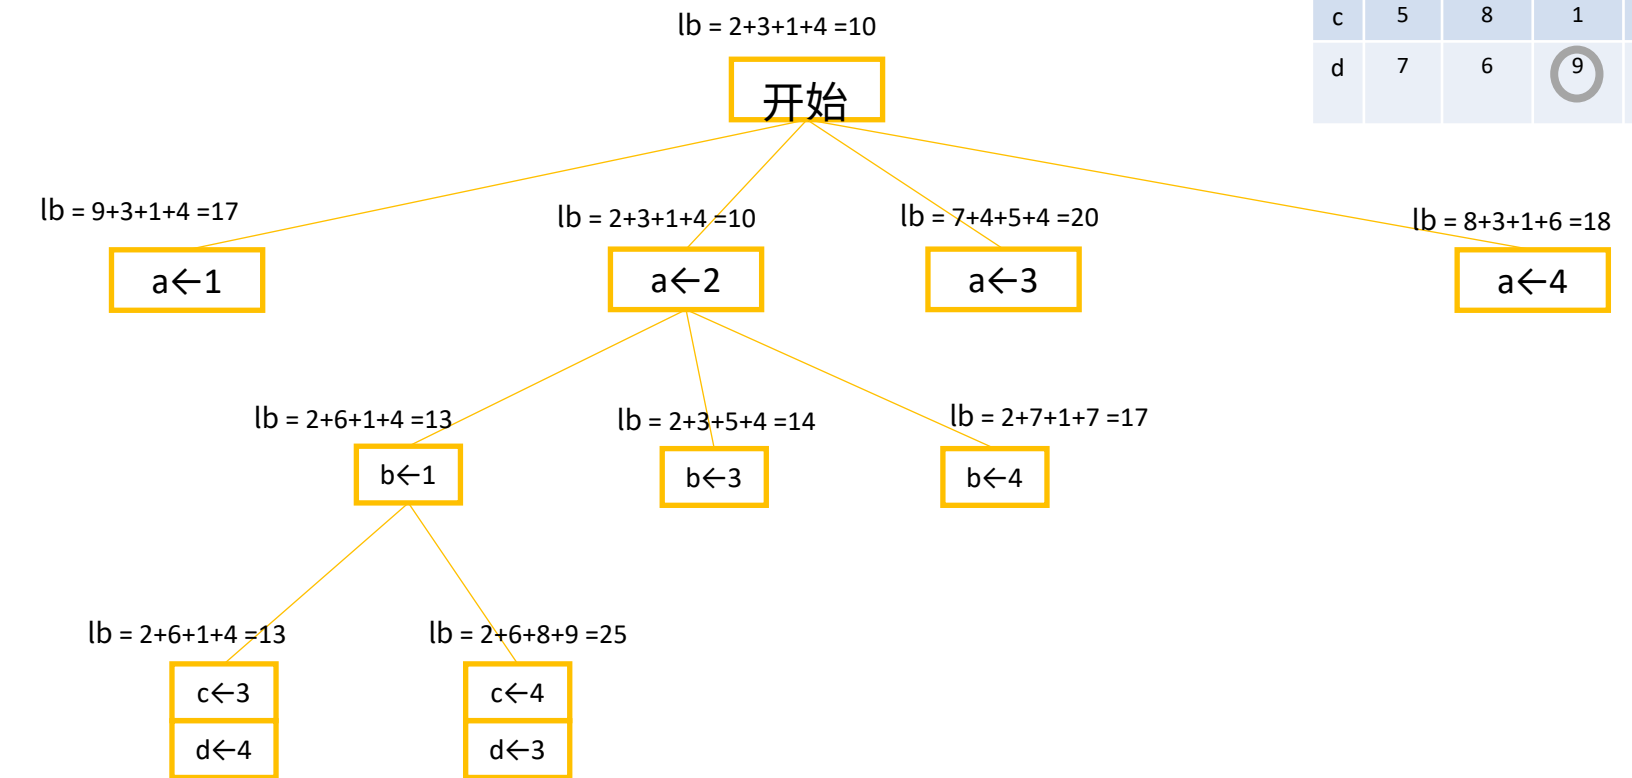 lb = 2+3+1+4 =10
c 5 8 1
d 7 6 9
开始
lb = 9+3+1+4 =17
lb = 2+3+1+4 =10
lb = 7+4+5+4 =20
lb = 8+3+1+6 =18
a←1
a←2
a←3
a←4
lb = 2+6+1+4 =13
lb = 2+3+5+4 =14
lb = 2+7+1+7 =17
b←1
b←3
b←4
lb = 2+6+1+4 =13
lb = 2+6+8+9 =25
c←3
c←4
d←4
d←3